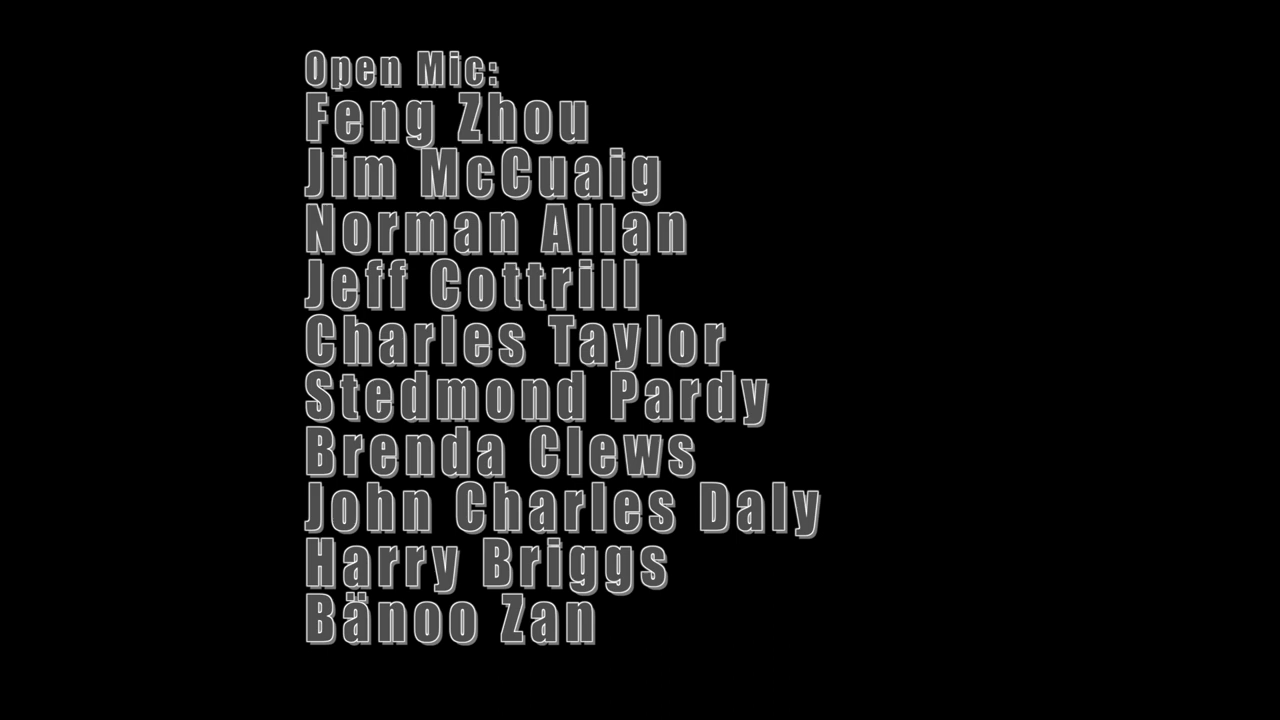 Open Mic:
Feng Zhou
Jim McCuaig
Norman Allan
Jeff Cottrill
Charles Taylor
Stedmond Pardy
Brenda Clews
John Charles Daly
Harry Briggs
Bänoo Zan